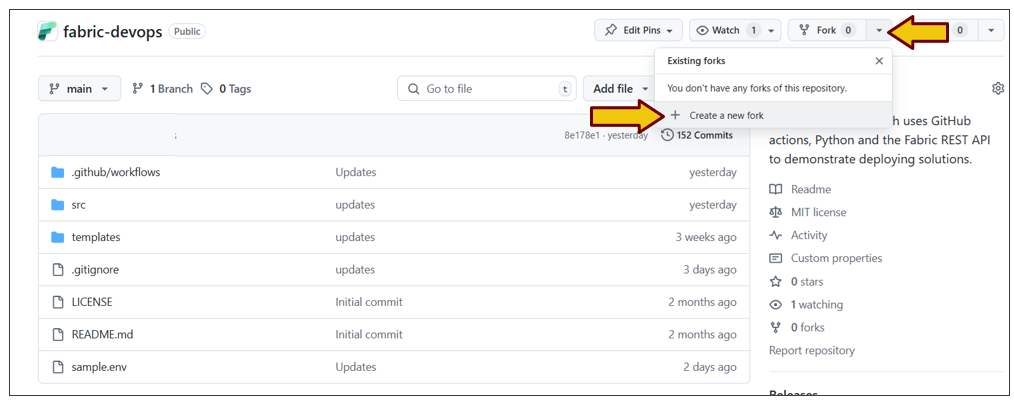 fabric-devops Public
Edit Pins Watch 1 Fork 0 0
Existing forks
You don't have any forks of this repository.
Create a new fork
main 1 Branch 0 Tags Go to file t Add file
8e178e1 · yesterday 152 Commits
.github/workflows Updates yesterday
src updates yesterday
templates updates 3 weeks ago
.gitignore updates 3 days ago
LICENSE Initial commit 2 months ago
README.md Initial commit 2 months ago
sample.env Updates 2 days ago
uses GitHub
actions, Python and the Fabric REST API
to demonstrate deploying solutions.
Readme
MIT license
Activity
Custom properties
0 stars
1 watching
0 forks
Report repository
Releases